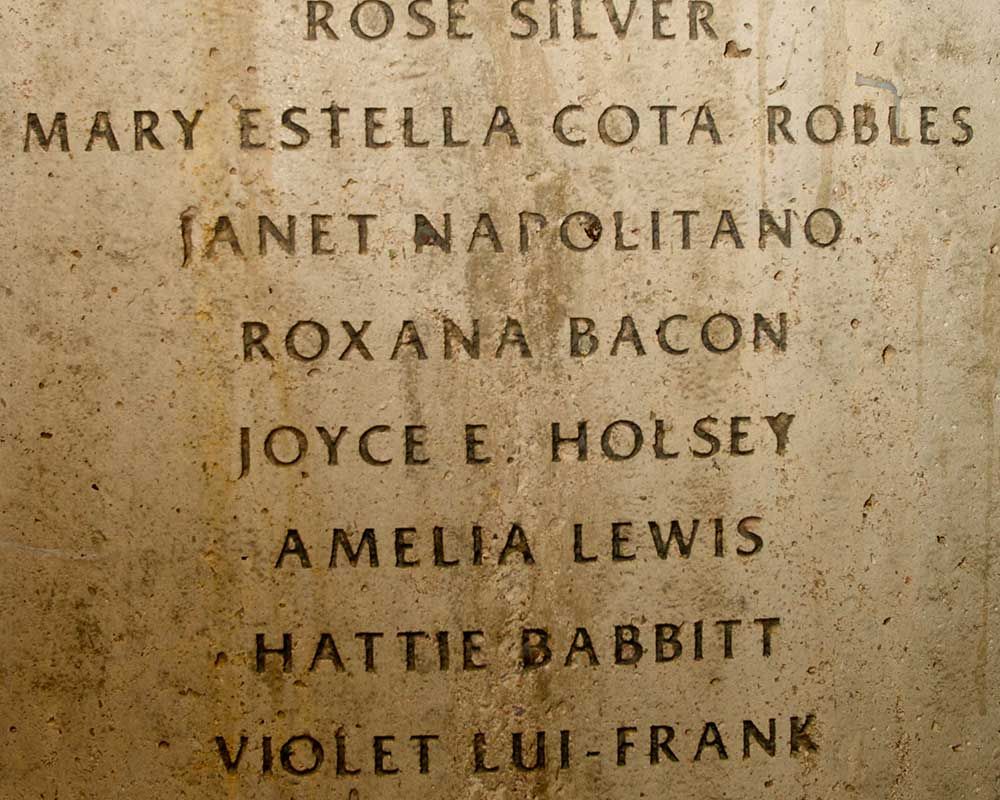 ROSE SILVER
MARY ESTELLA COTA ROBLES
JANET NAPOLITANO
ROXANA BACON
JOYCE E. HOLSEY
AMELIA LEWIS
HATTIE BABBITT
VIOLET LUI-FRANK